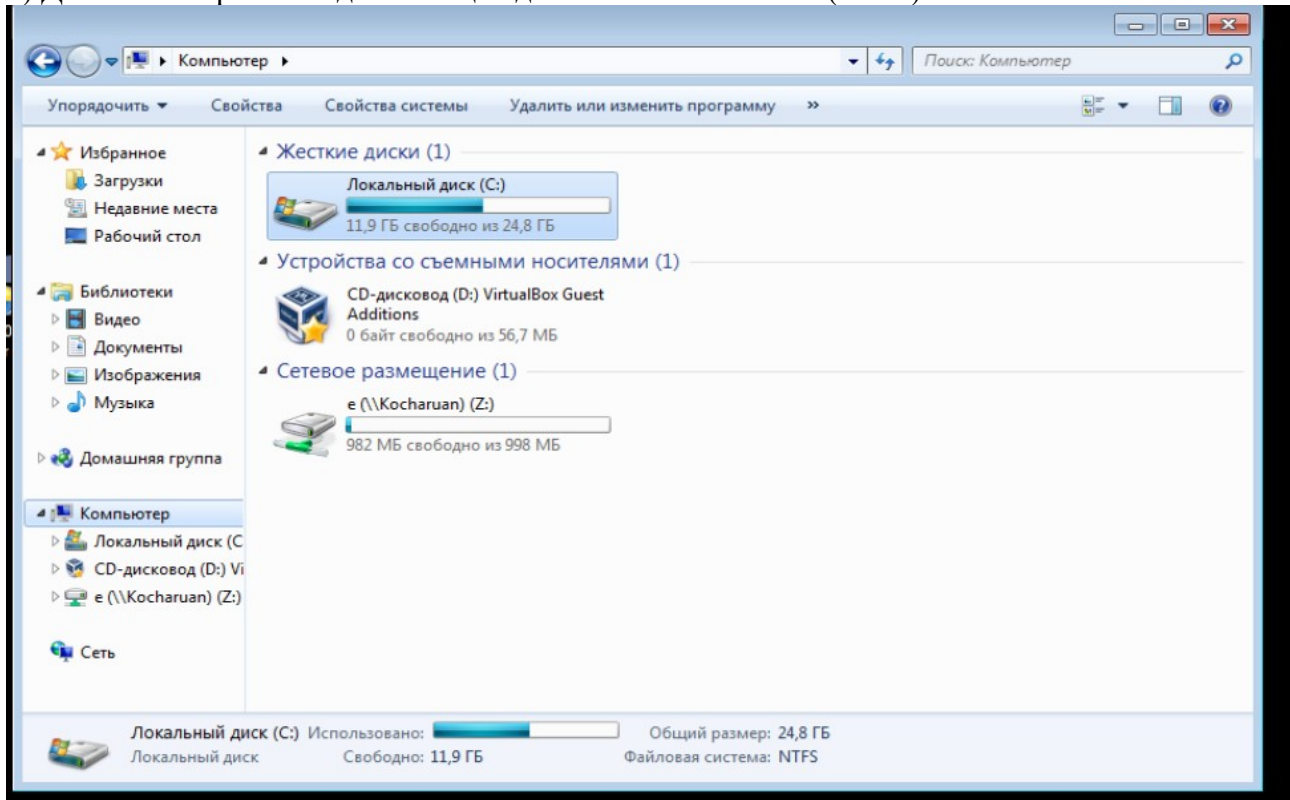 Компьютер
Поиск: Компьютер
Упорядочить Свойства Свойства системы Удалить или изменить программу »
Избранное
Загрузки
Недавние места
Рабочий стол
Библиотеки
Видео
Документы
Изображения
Музыка
Домашняя группа
Компьютер
Локальный диск (C
CD-дисковод (D:) Vi
e (\\Kocharuan) (Z:)
Сеть
Жесткие диски (1)
Локальный диск (C:)
11,9 ГБ свободно из 24,8 ГБ
Устройства со съемными носителями (1)
CD-дисковод (D:) VirtualBox Guest
Additions
0 байт свободно из 56,7 МБ
Сетевое размещение (1)
e (\\Kocharuan) (Z:)
982 МБ свободно из 998 МБ
Локальный диск (C:) Использовано: Общий размер: 24,8 ГБ
Локальный диск Свободно: 11,9 ГБ Файловая система: NTFS